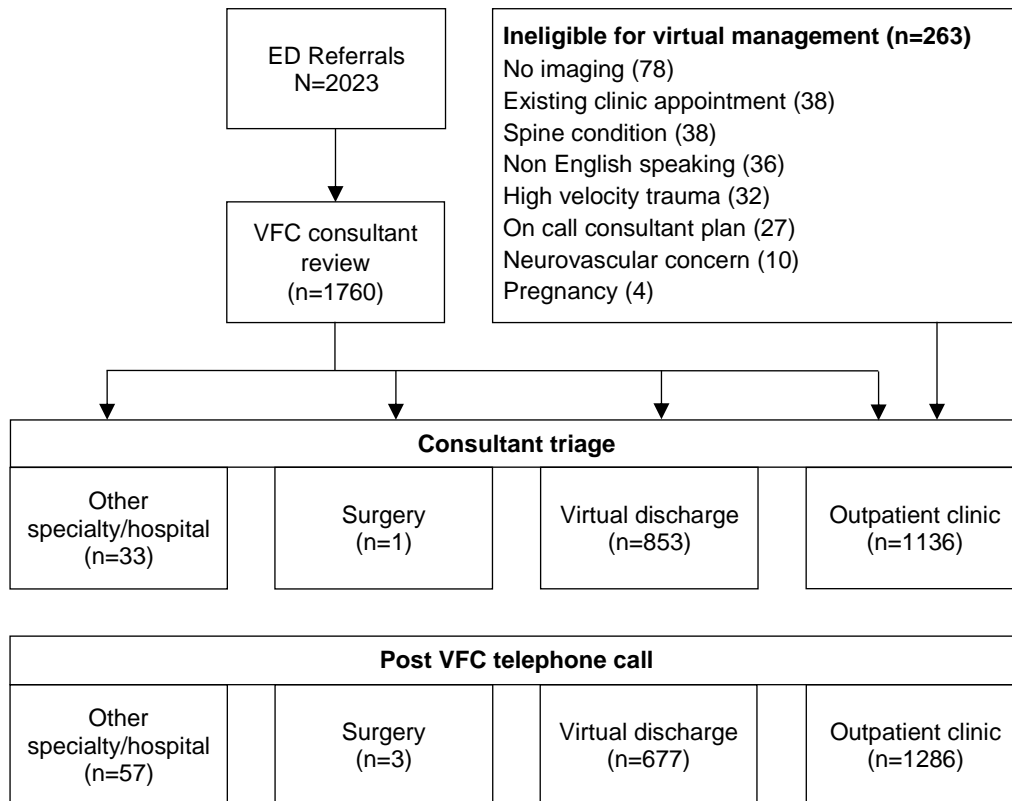 ED Referrals
N=2023
Ineligible for virtual management (n=263)
No imaging (78)
Existing clinic appointment (38)
Spine condition (38)
Non English speaking (36)
High velocity trauma (32)
On call consultant plan (27)
Neurovascular concern (10)
Pregnancy (4)
VFC consultant
review
(n=1760)
Consultant triage
Other
specialty/hospital
(n=33)
Surgery
(n=1)
Virtual discharge
n=853)
Outpatient clinic
n=1136)
Post VFC telephone call
Other
specialty/hospital
(n=57)
Surgery
(n=3)
Virtual discharge
(n=677)
Outpatient clinic
(n=1286)